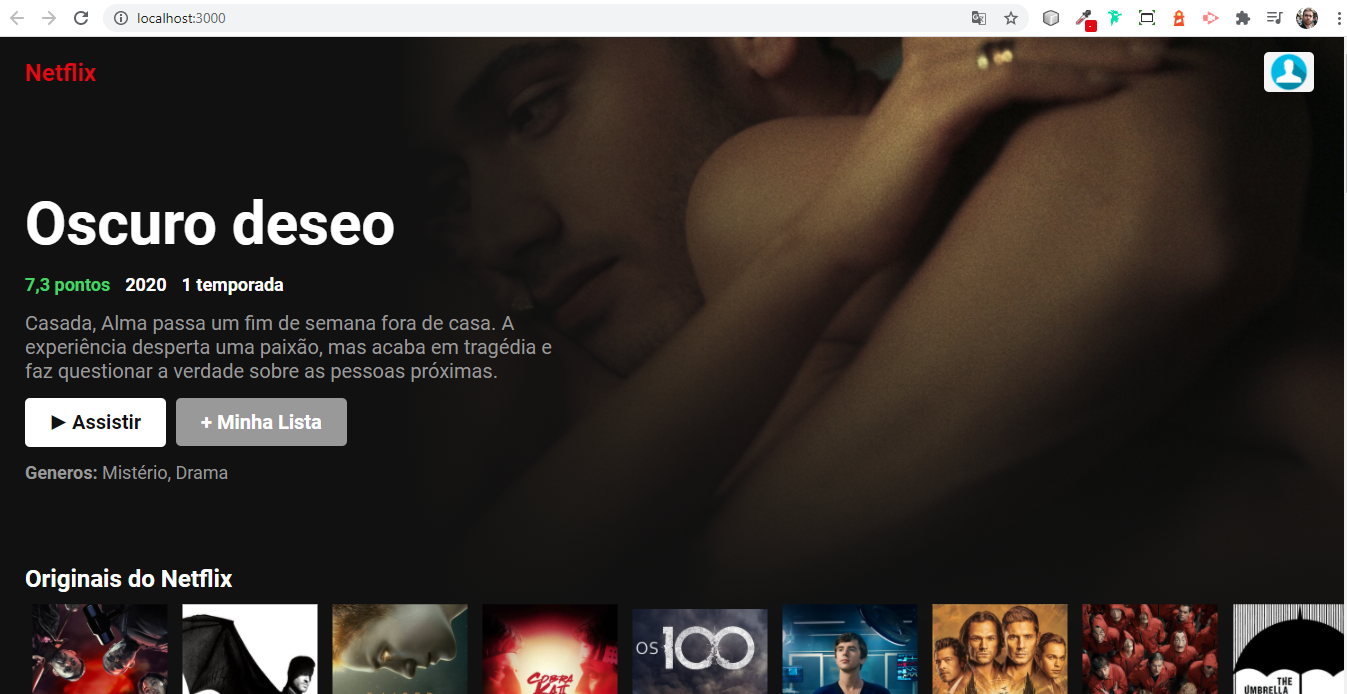 localhost:3000
Netflix
Oscuro deseo
7,3 pontos 2020 1 temporada
Casada, Alma passa um fim de semana fora de casa. A
experiência desperta uma paixão, mas acaba em tragédia e
faz questionar a verdade sobre as pessoas próximas.
► Assistir + Minha Lista
Generos: Mistério, Drama
Originais do Netflix
COBRA
KAI
OS 100
THE
UMBRELLA